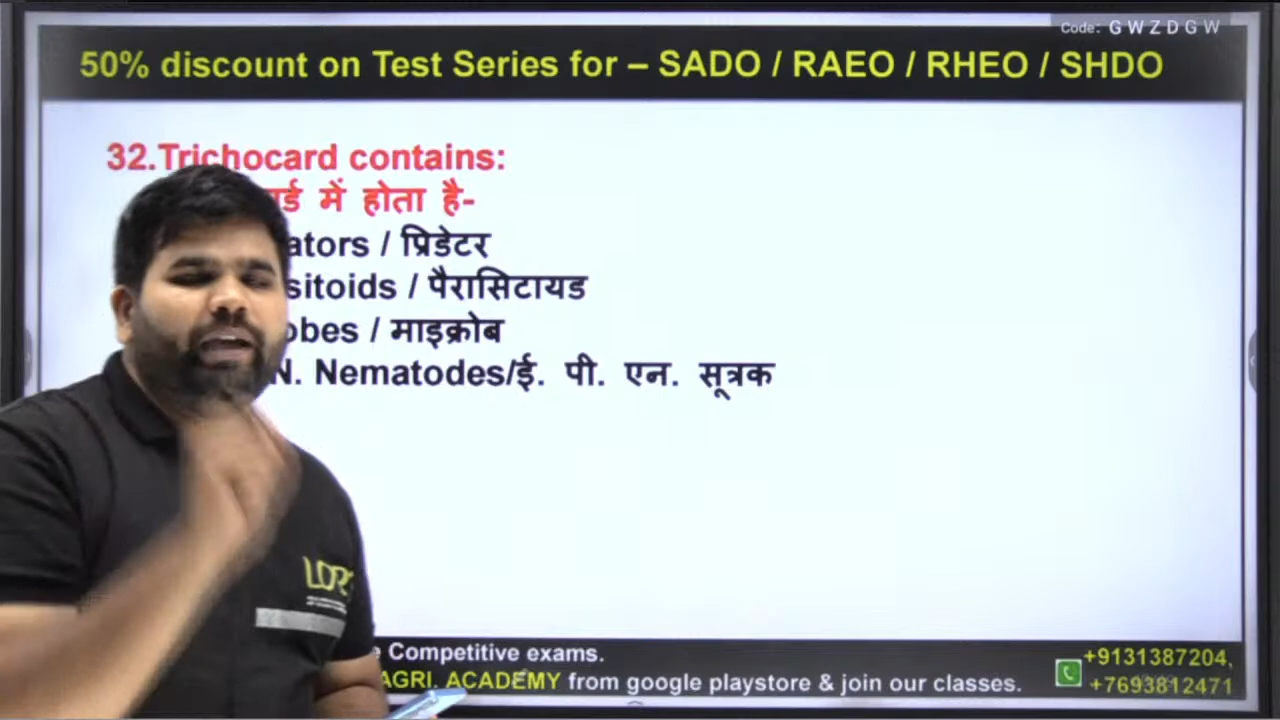 Code: G W Z D G W
50% discount on Test Series for – SADO / RAEO / RHEO / SHDO
32.Trichocard contains:
र्ड में होता है-
ators / प्रिडेटर
sitoids / पैरासिटायड
obes / माइक्रोब
N. Nematodes/ई. पी. एन. सूत्रक
e Competitive exams.
AGRI. ACADEMY from google playstore & join our classes.
+9131387204,
+7693812471